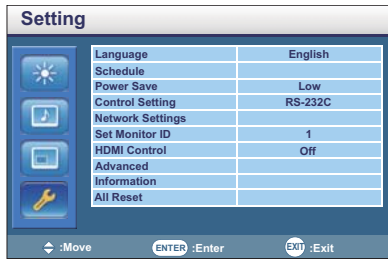 Setting
Language English
Schedule
Power Save Low
Control Setting RS-232C
Network Settings
Set Monitor ID 1
HDMI Control Off
Advanced
Information
All Reset
:Move ENTER :Enter EXIT :Exit